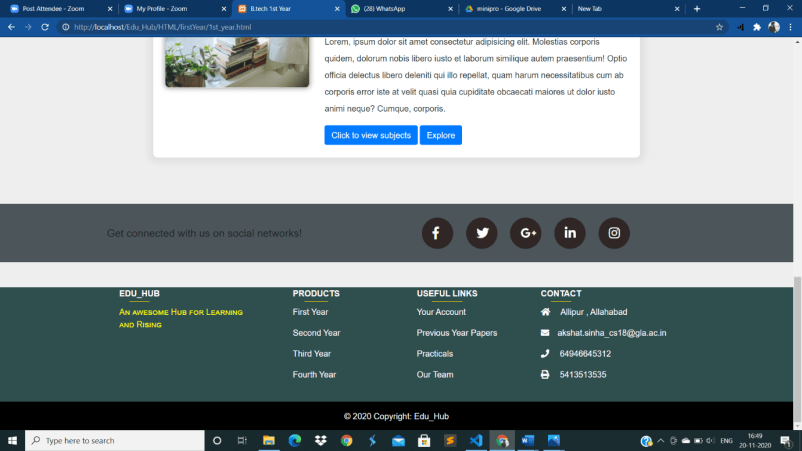 Post Attendee - Zoom
My Profile - Zoom
B.tech 1st Year
(28) WhatsApp
minipro - Google Drive
New Tab
http://localhost/Edu_Hub/HTML/firstYear/1st_year.html
Lorem, ipsum dolor sit amet consectetur adipisicing elit. Molestias corporis
quidem, dolorum nobis libero iusto et laborum similique autem praesentium! Optio
officia delectus libero deleniti qui illo repellat, quam harum necessitatibus cum ab
corporis error iste at velit quasi quia cupiditate obcaecati maiores ut dolor iusto
animi neque? Cumque, corporis.
Click to view subjects
Explore
Get connected with us on social networks!
EDU_HUB
An awesome Hub for Learning
and Rising
PRODUCTS
First Year
Second Year
Third Year
Fourth Year
USEFUL LINKS
Your Account
Previous Year Papers
Practicals
Our Team
CONTACT
Allipur , Allahabad
akshat.sinha_cs18@gla.ac.in
64946645312
5413513535
© 2020 Copyright: Edu_Hub
Type here to search
ENG
16:49
20-11-2020